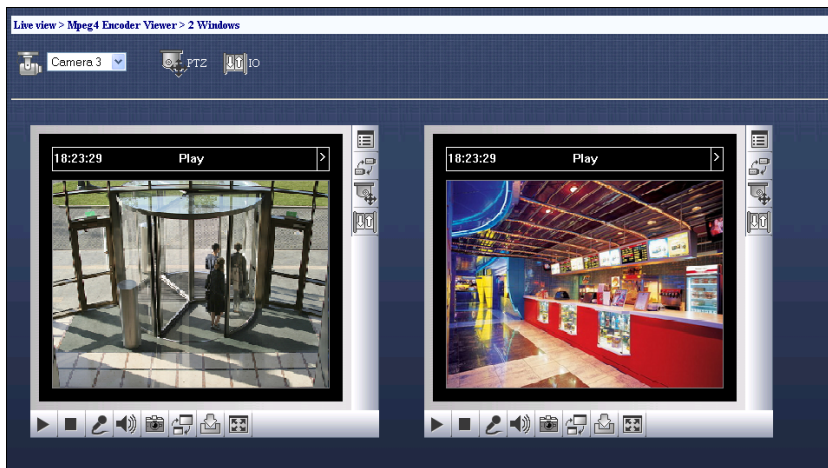 Live view > Mpeg4 Encoder Viewer > 2 Windows
Camera 3
PTZ
IO
18:23:29 Play >
18:23:29 Play >